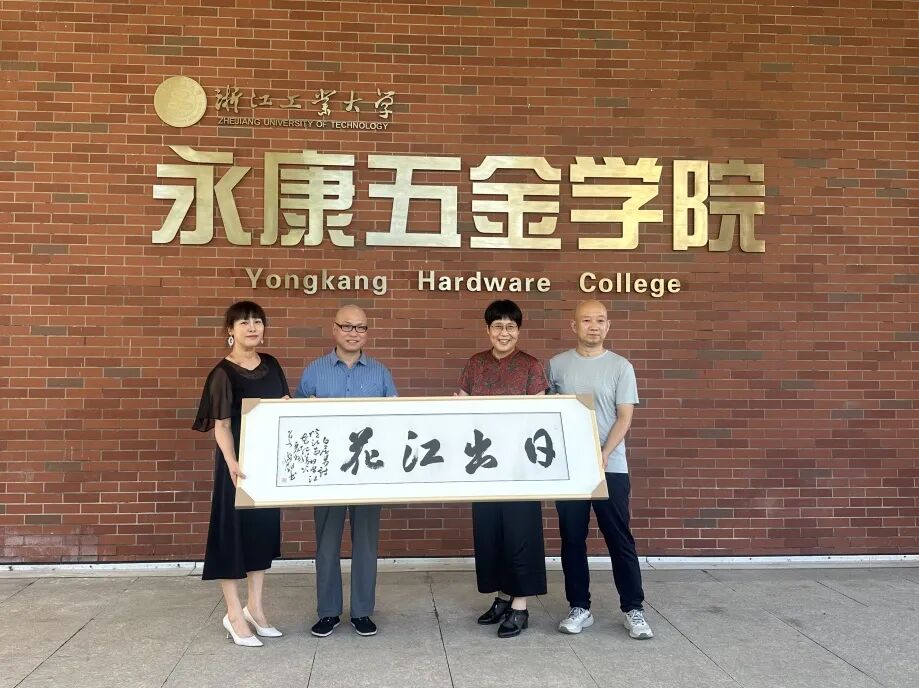 浙江工业大学
ZHEJIANG UNIVERSITY OF TECHNOLOGY
永康五金学院
Yongkang Hardware College
日出江花